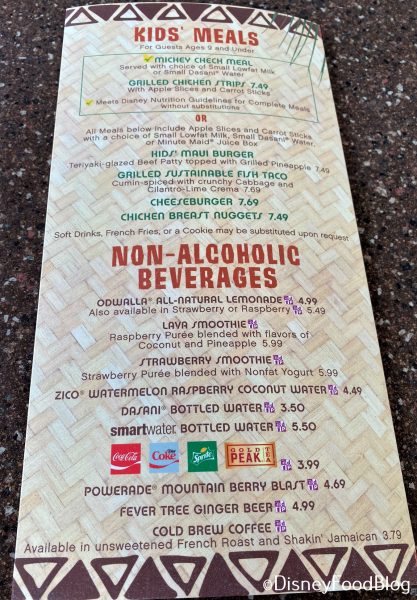 KIDS' MEALS
For Guests Ages 9 and Under
✓ MICKEY CHECK MEAL
Served with choice of Small Lowfat Milk
or Small Dasani® Water
GRILLED CHICKEN STRIPS 7.49
With Apple Slices and Carrot Sticks
✓ Meets Disney Nutrition Guidelines for Complete Meals
without substitutions
OR
All Meals below Include Apple Slices and Carrot Sticks
with a choice of Small Lowfat Milk, Small Dasani® Water,
or Minute Maid® Juice Box
KIDS' MAUI BURGER
Teriyaki-glazed Beef Patty topped with Grilled Pineapple 7.49
GRILLED SUSTAINABLE FISH TACO
Cumin-spiced with crunchy Cabbage and
Cilantro-Lime Crema 7.69
CHEESEBURGER 7.69
CHICKEN BREAST NUGGETS 7.49
Soft Drinks, French Fries, or a Cookie may be substituted upon request
NON-ALCOHOLIC
BEVERAGES
ODWALLA® ALL-NATURAL LEMONADE 4.99
Also available in Strawberry or Raspberry 5.49
LAVA SMOOTHIE
Raspberry Purée blended with flavors of
Coconut and Pineapple 5.99
STRAWBERRY SMOOTHIE
Strawberry Purée blended with Nonfat Yogurt 5.99
ZICO® WATERMELON RASPBERRY COCONUT WATER 4.49
DASANI® BOTTLED WATER 3.50
smartwater® BOTTLED WATER 5.50
Coca-Cola Coke Sprite GOLD PEAK TEA 3.99
POWERADE® MOUNTAIN BERRY BLAST 4.69
FEVER TREE GINGER BEER 4.99
COLD BREW COFFEE
Available in unsweetened French Roast and Shakin' Jamaican 3.79
©DisneyFoodBlog